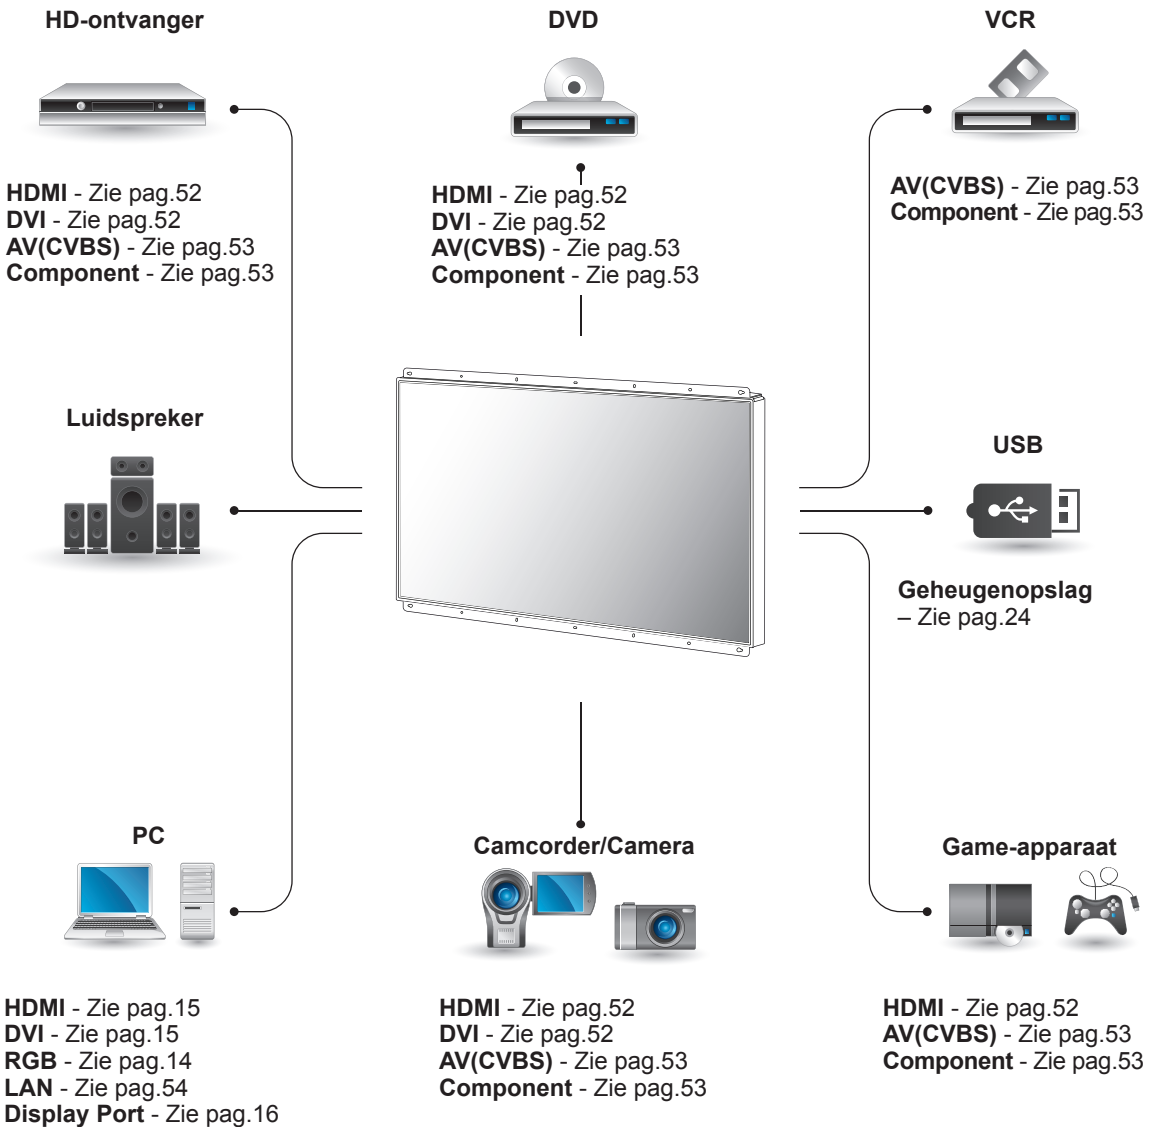 HD-ontvanger
HDMI - Zie pag.52
DVI - Zie pag.52
AV(CVBS) - Zie pag.53
Component - Zie pag.53
DVD
HDMI - Zie pag.52
DVI - Zie pag.52
AV(CVBS) - Zie pag.53
Component - Zie pag.53
VCR
AV(CVBS) - Zie pag.53
Component - Zie pag.53
Luidspreker
USB
Geheugenopslag
– Zie pag.24
PC
HDMI - Zie pag.15
DVI - Zie pag.15
RGB - Zie pag.14
LAN - Zie pag.54
Display Port - Zie pag.16
Camcorder/Camera
HDMI - Zie pag.52
DVI - Zie pag.52
AV(CVBS) - Zie pag.53
Component - Zie pag.53
Game-apparaat
HDMI - Zie pag.52
AV(CVBS) - Zie pag.53
Component - Zie pag.53